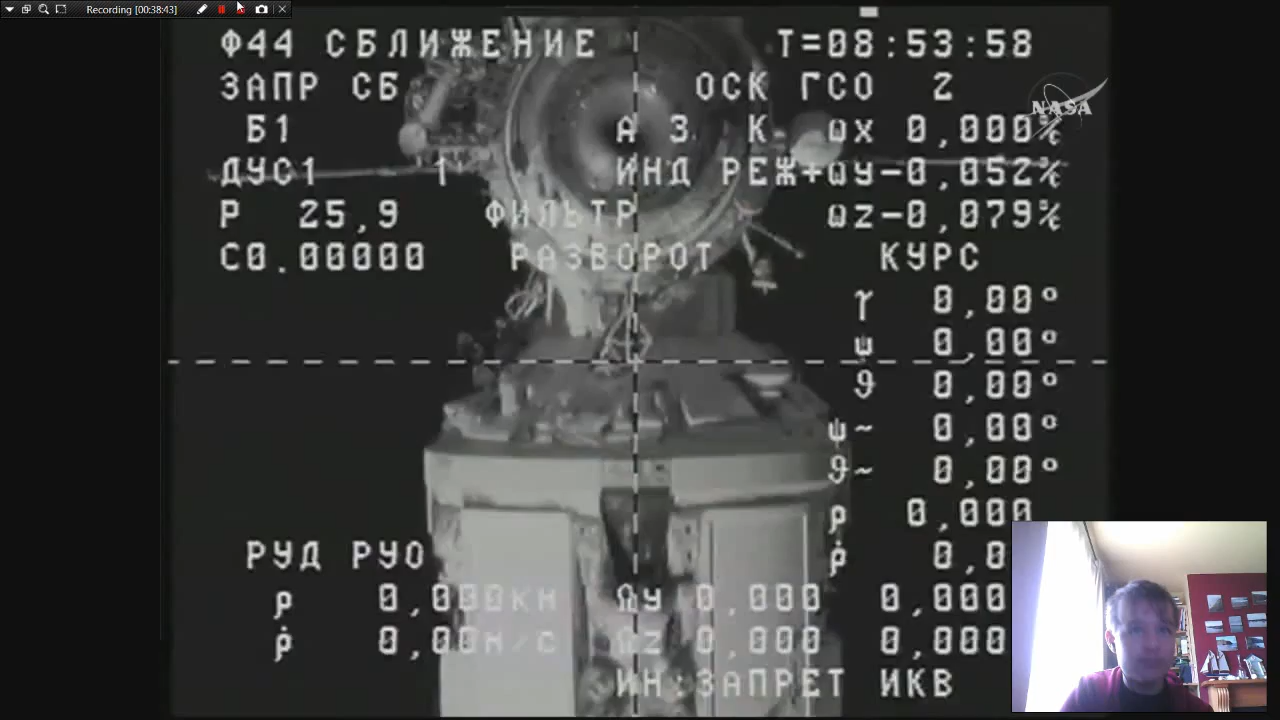 Recording [00:38:43]
Ф44 СБЛИЖЕНИЕ T=08:53:58
ЗАПР СБ ОСК ГСО 2
NASA
Б1 А З. К ωx 0,000%
ДУС1 1 ИНД РЕЖ+ωy-0,052%
Р 25,9 ФИЛЬТР ωz-0,079%
С0.00000 РАЗВОРОТ КУРС
γ 0,00°
ψ 0,00°
ϑ 0,00°
ψ~ 0,00°
ϑ~ 0,00°
ρ 0,000
РУД РУО ρ̇ 0,0
ρ 0,000км Ωy 0,000 0,000
ρ̇ 0,00м/с Ωz 0,000 0,000
ИН:ЗАПРЕТ ИКВ